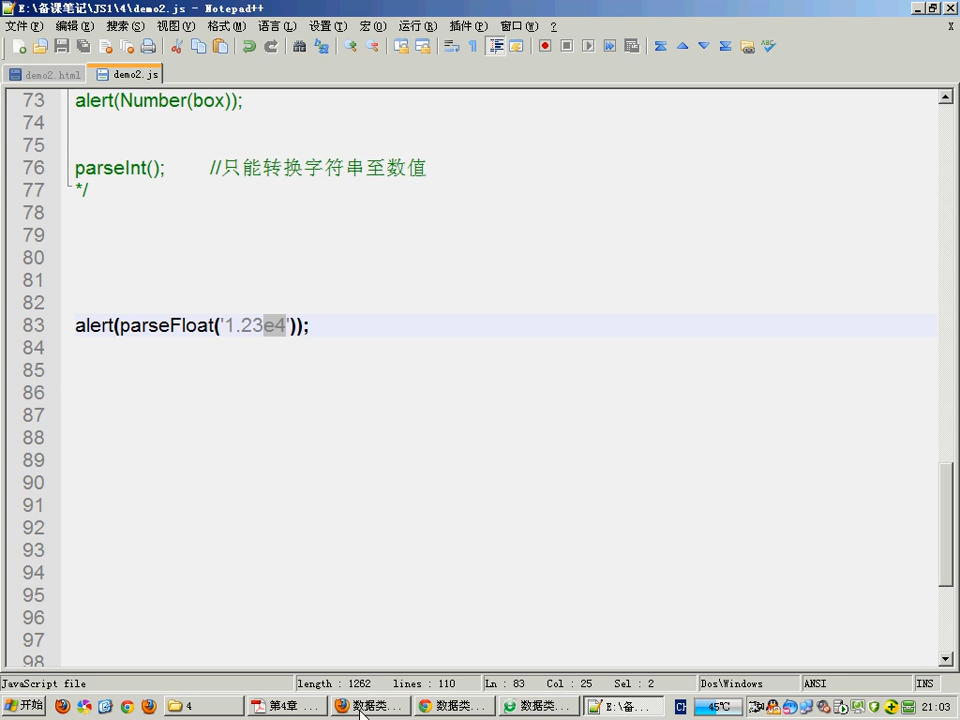 E:\备课笔记\JS1\4\demo2.js - Notepad++
文件(F) 编辑(E) 搜索(S) 视图(V) 格式(M) 语言(L) 设置(T) 宏(O) 运行(R) 插件(P) 窗口(W) ? X
demo2.html demo2.js
73 alert(Number(box));
74
75
76 parseInt(); //只能转换字符串至数值
77 */
78
79
80
81
82
83 alert(parseFloat('1.23e4'));
84
85
86
87
88
89
90
91
92
93
94
95
96
97
98
JavaScript file length : 1262 lines : 110 Ln : 83 Col : 25 Sel : 2 Dos\Windows ANSI INS
开始 4 第4章 ... 数据类... 数据类... 数据类... E:\备... CH 45℃ 21:03